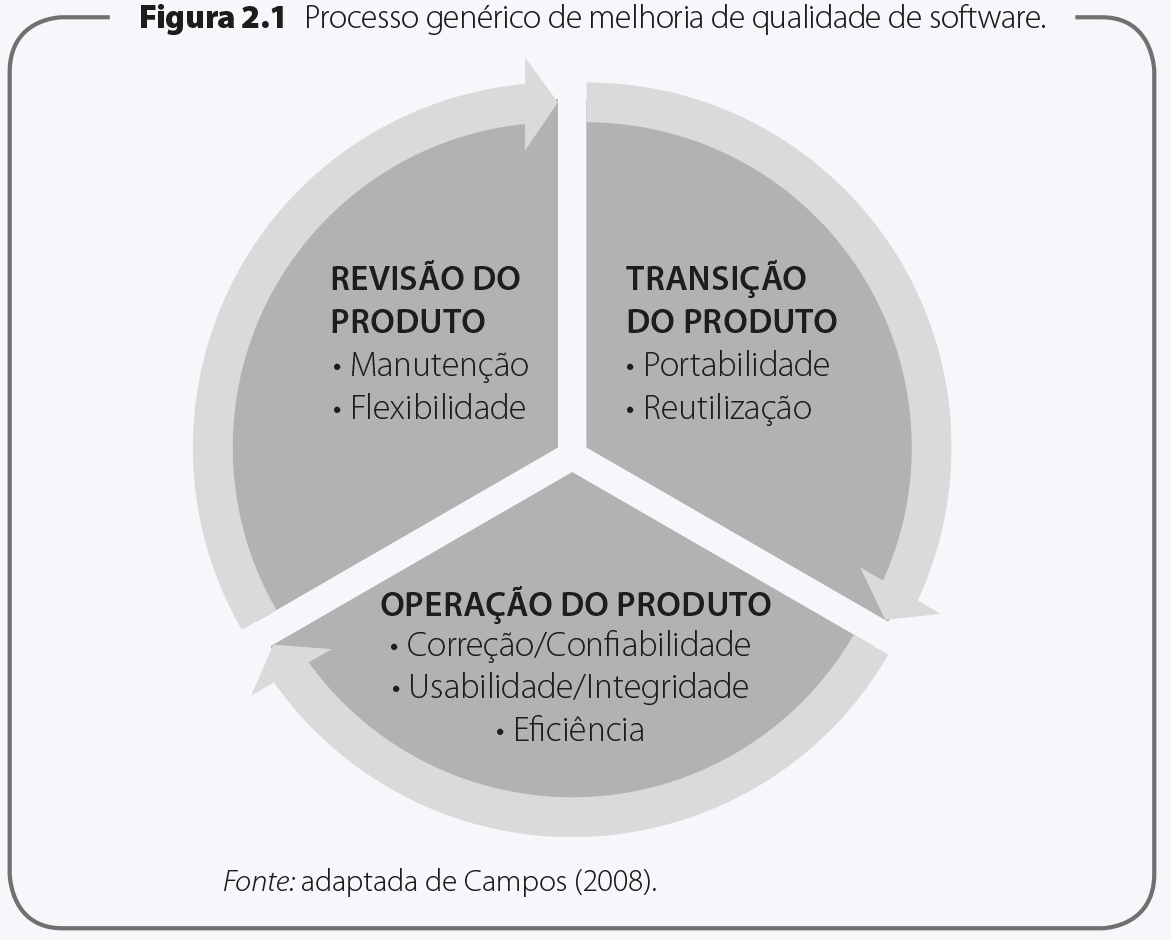 Figura 2.1 Processo genérico de melhoria de qualidade de software.
REVISÃO DO
PRODUTO
• Manutenção
• Flexibilidade
TRANSIÇÃO
DO PRODUTO
• Portabilidade
• Reutilização
OPERAÇÃO DO PRODUTO
• Correção/Confiabilidade
• Usabilidade/Integridade
• Eficiência
Fonte: adaptada de Campos (2008).